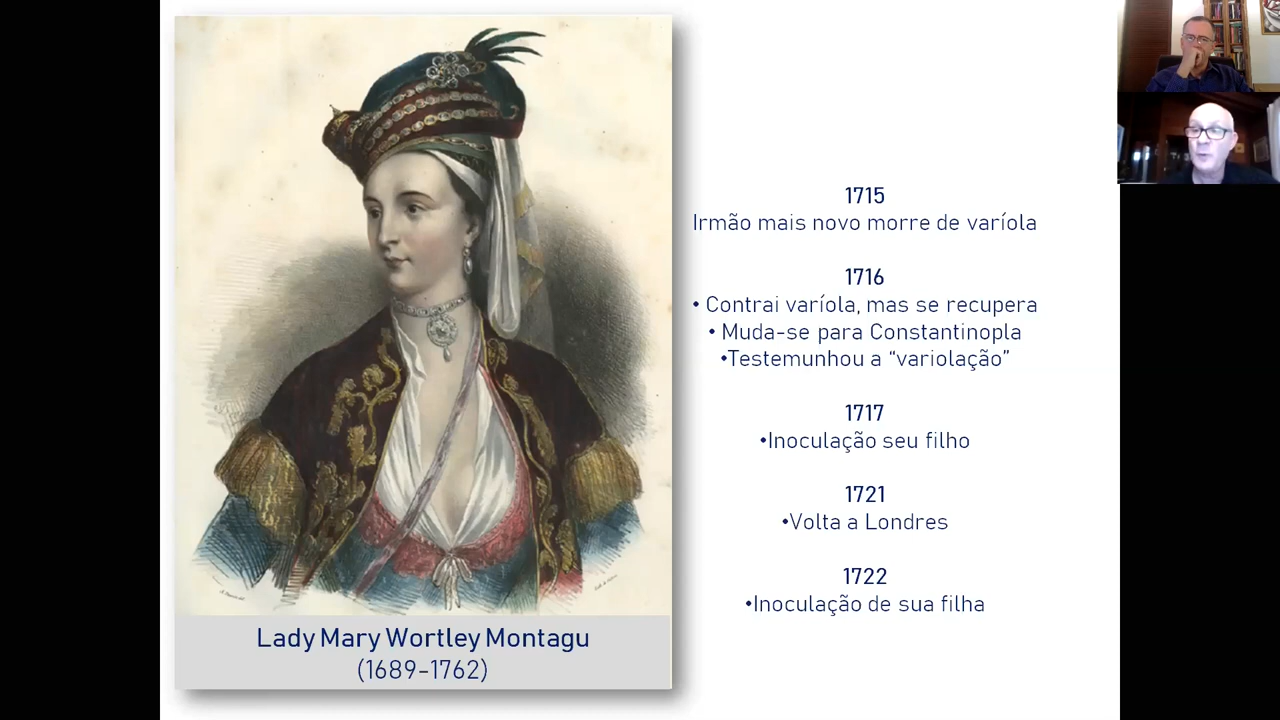 1715
Irmão mais novo morre de varíola
1716
• Contrai varíola, mas se recupera
• Muda-se para Constantinopla
•Testemunhou a “variolação”
1717
•Inoculação seu filho
1721
•Volta a Londres
1722
•Inoculação de sua filha
Lady Mary Wortley Montagu
(1689-1762)